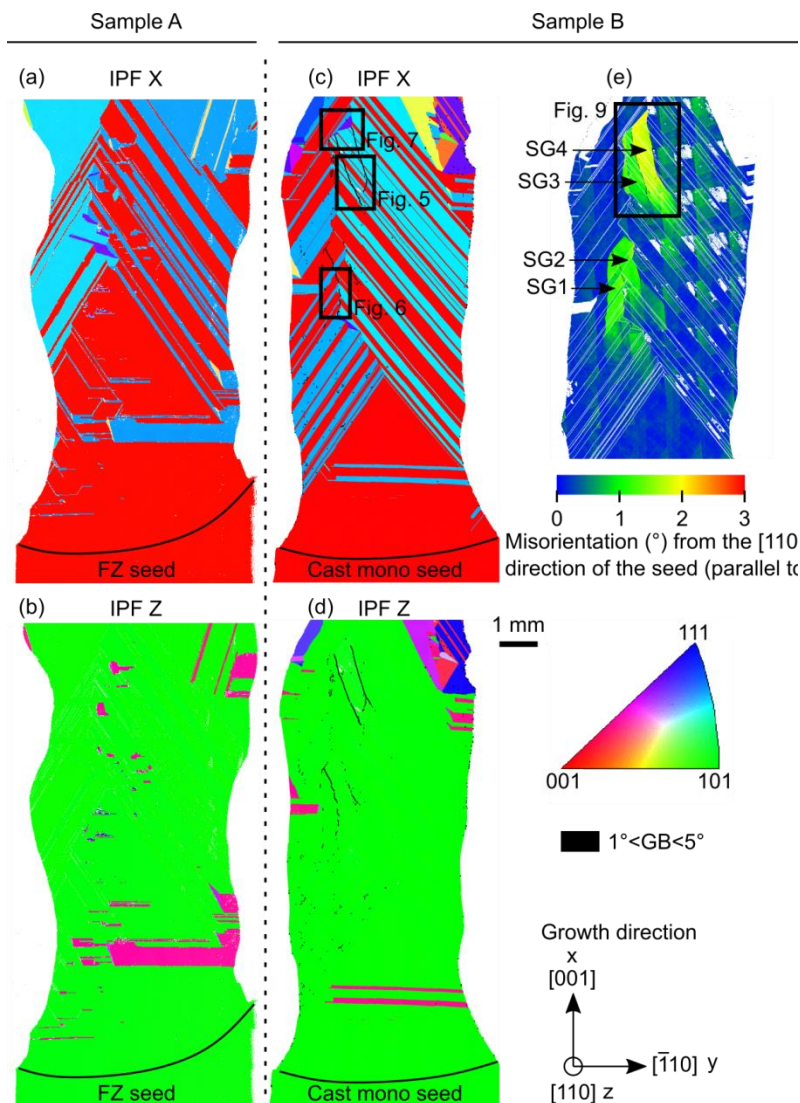 Sample A
Sample B
(a) IPF X
(c) IPF X
(e)
Fig. 7
Fig. 5
Fig. 6
Fig. 9
SG4
SG3
SG2
SG1
0 1 2 3
Misorientation (°) from the [110
direction of the seed (parallel to
FZ seed
Cast mono seed
(b) IPF Z
(d) IPF Z
1 mm
111
001
101
1°<GB<5°
Growth direction
x
[001]
[1̅10] y
[110] z
FZ seed
Cast mono seed